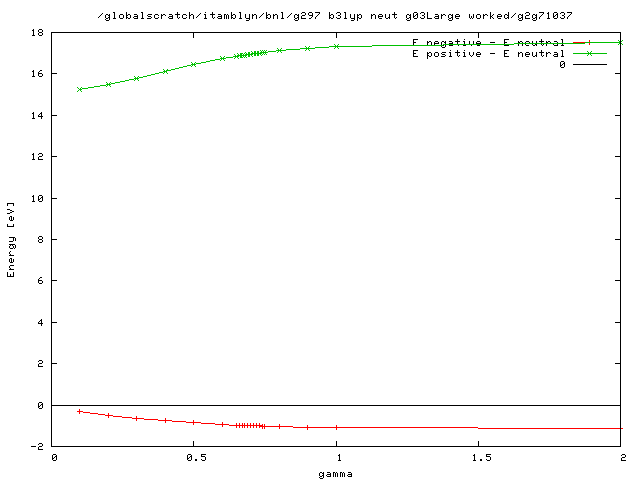 /globalscratch/itamblyn/bnl/g297 b3lyp neut g03Large worked/g2g71037
E negative - E neutral
E positive - E neutral
0
Energy [eV]
18
16
14
12
10
8
6
4
2
0
-2
0 0.5 1 1.5 2
gamma